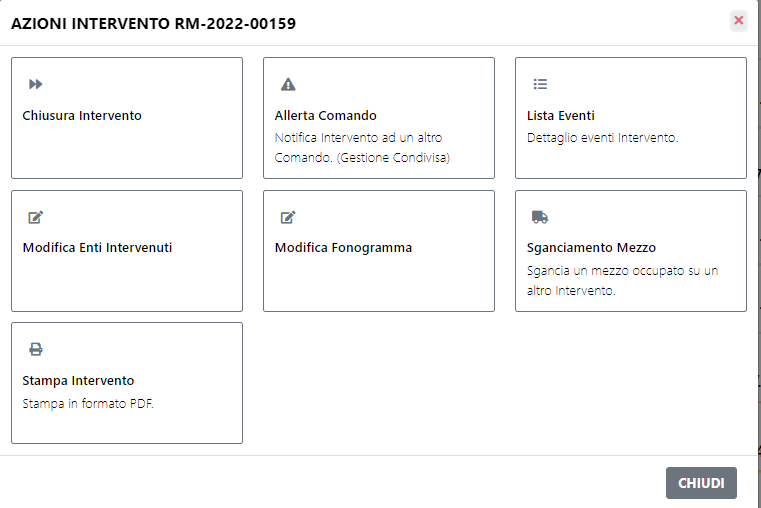 AZIONI INTERVENTO RM-2022-00159
Chiusura Intervento
Allerta Comando
Notifica Intervento ad un altro
Comando. (Gestione Condivisa)
Lista Eventi
Dettaglio eventi Intervento.
Modifica Enti Intervenuti
Modifica Fonogramma
Sganciamento Mezzo
Sgancia un mezzo occupato su un
altro Intervento.
Stampa Intervento
Stampa in formato PDF.
CHIUDI